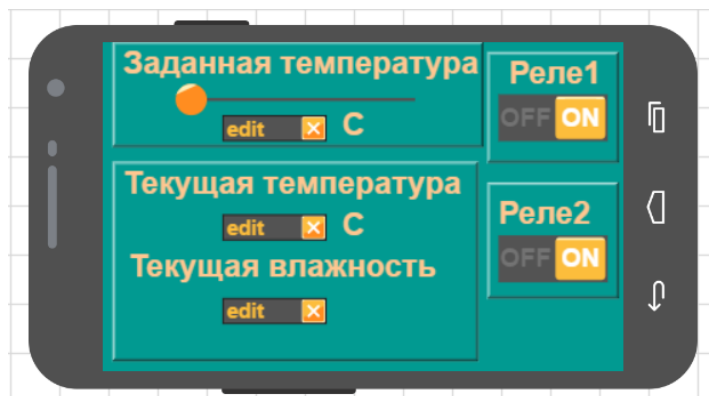 Заданная температура
edit C
Реле1
OFF ON
Текущая температура
edit C
Текущая влажность
edit
Реле2
OFF ON